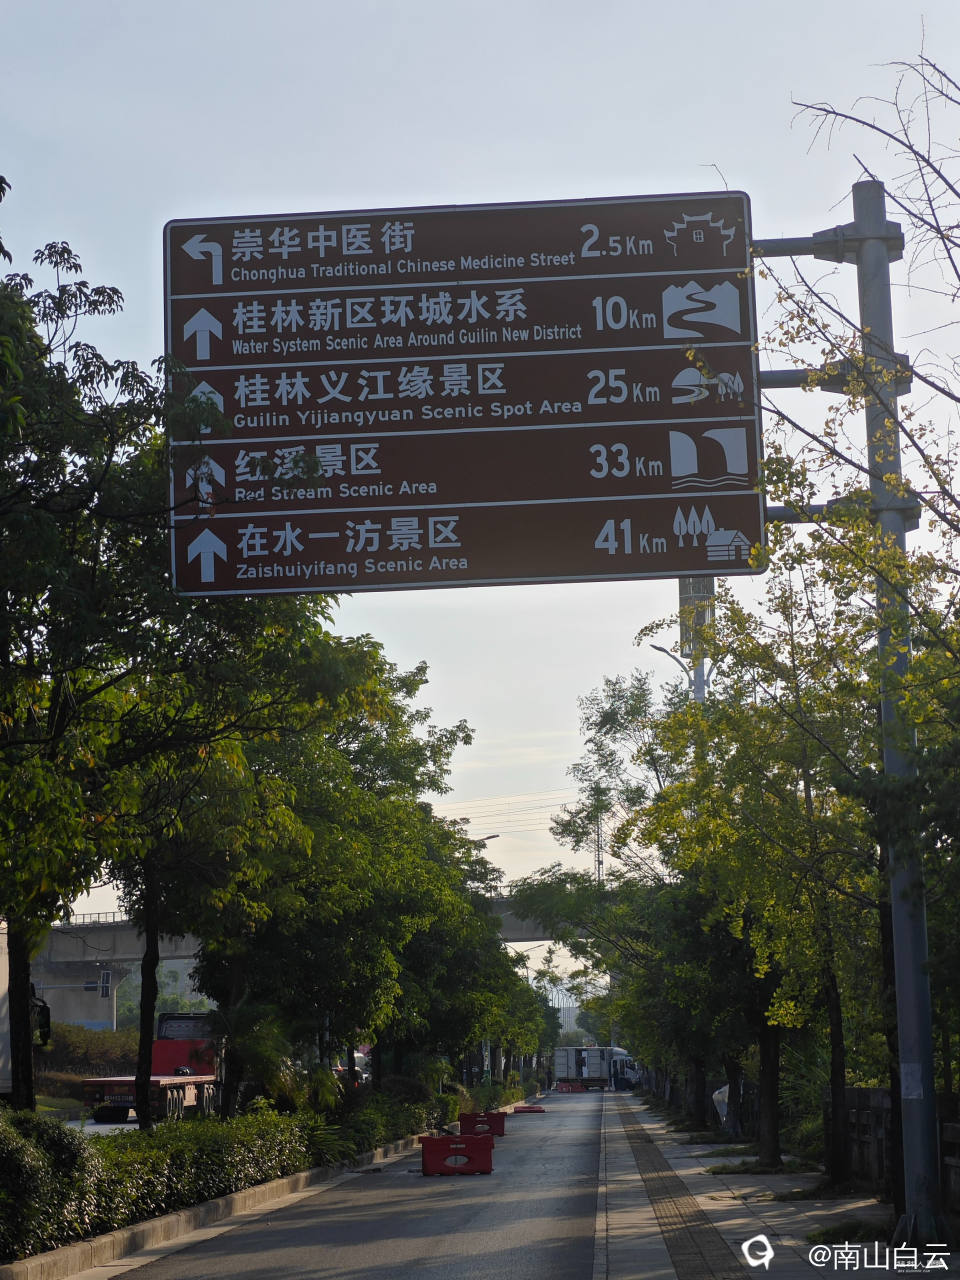 崇华中医街 2.5Km
Chonghua Traditional Chinese Medicine Street
桂林新区环城水系 10Km
Water System Scenic Area Around Guilin New District
桂林义江缘景区 25Km
Guilin Yijiangyuan Scenic Spot Area
红溪景区 33Km
Red Stream Scenic Area
在水一汸景区 41Km
Zaishuiyifang Scenic Area
@南山白云